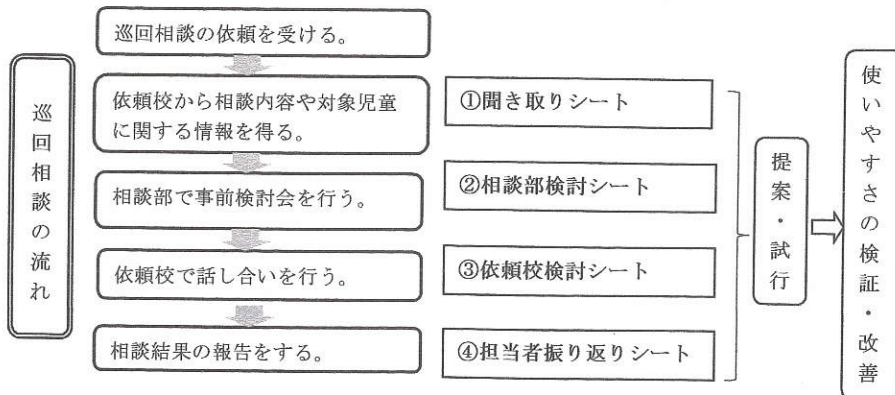 巡回相談の流れ
巡回相談の依頼を受ける。
依頼校から相談内容や対象児童
に関する情報を得る。
相談部で事前検討会を行う。
依頼校で話し合いを行う。
相談結果の報告をする。
①聞き取りシート
②相談部検討シート
③依頼校検討シート
④担当者振り返りシート
提案・試行
使いやすさの検証・改善